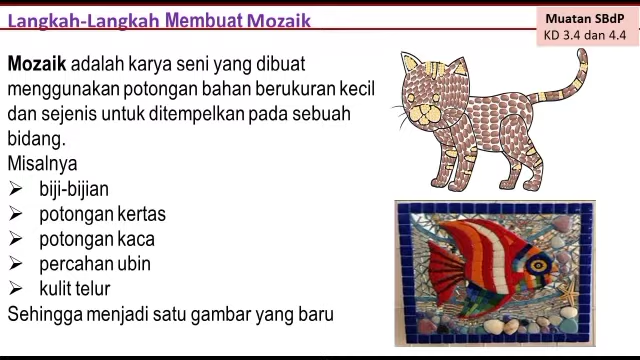 Langkah-Langkah Membuat Mozaik
Muatan SBdP
KD 3.4 dan 4.4
Mozaik adalah karya seni yang dibuat
menggunakan potongan bahan berukuran kecil
dan sejenis untuk ditempelkan pada sebuah
bidang.
Misalnya
➢ biji-bijian
➢ potongan kertas
➢ potongan kaca
➢ percahan ubin
➢ kulit telur
Sehingga menjadi satu gambar yang baru